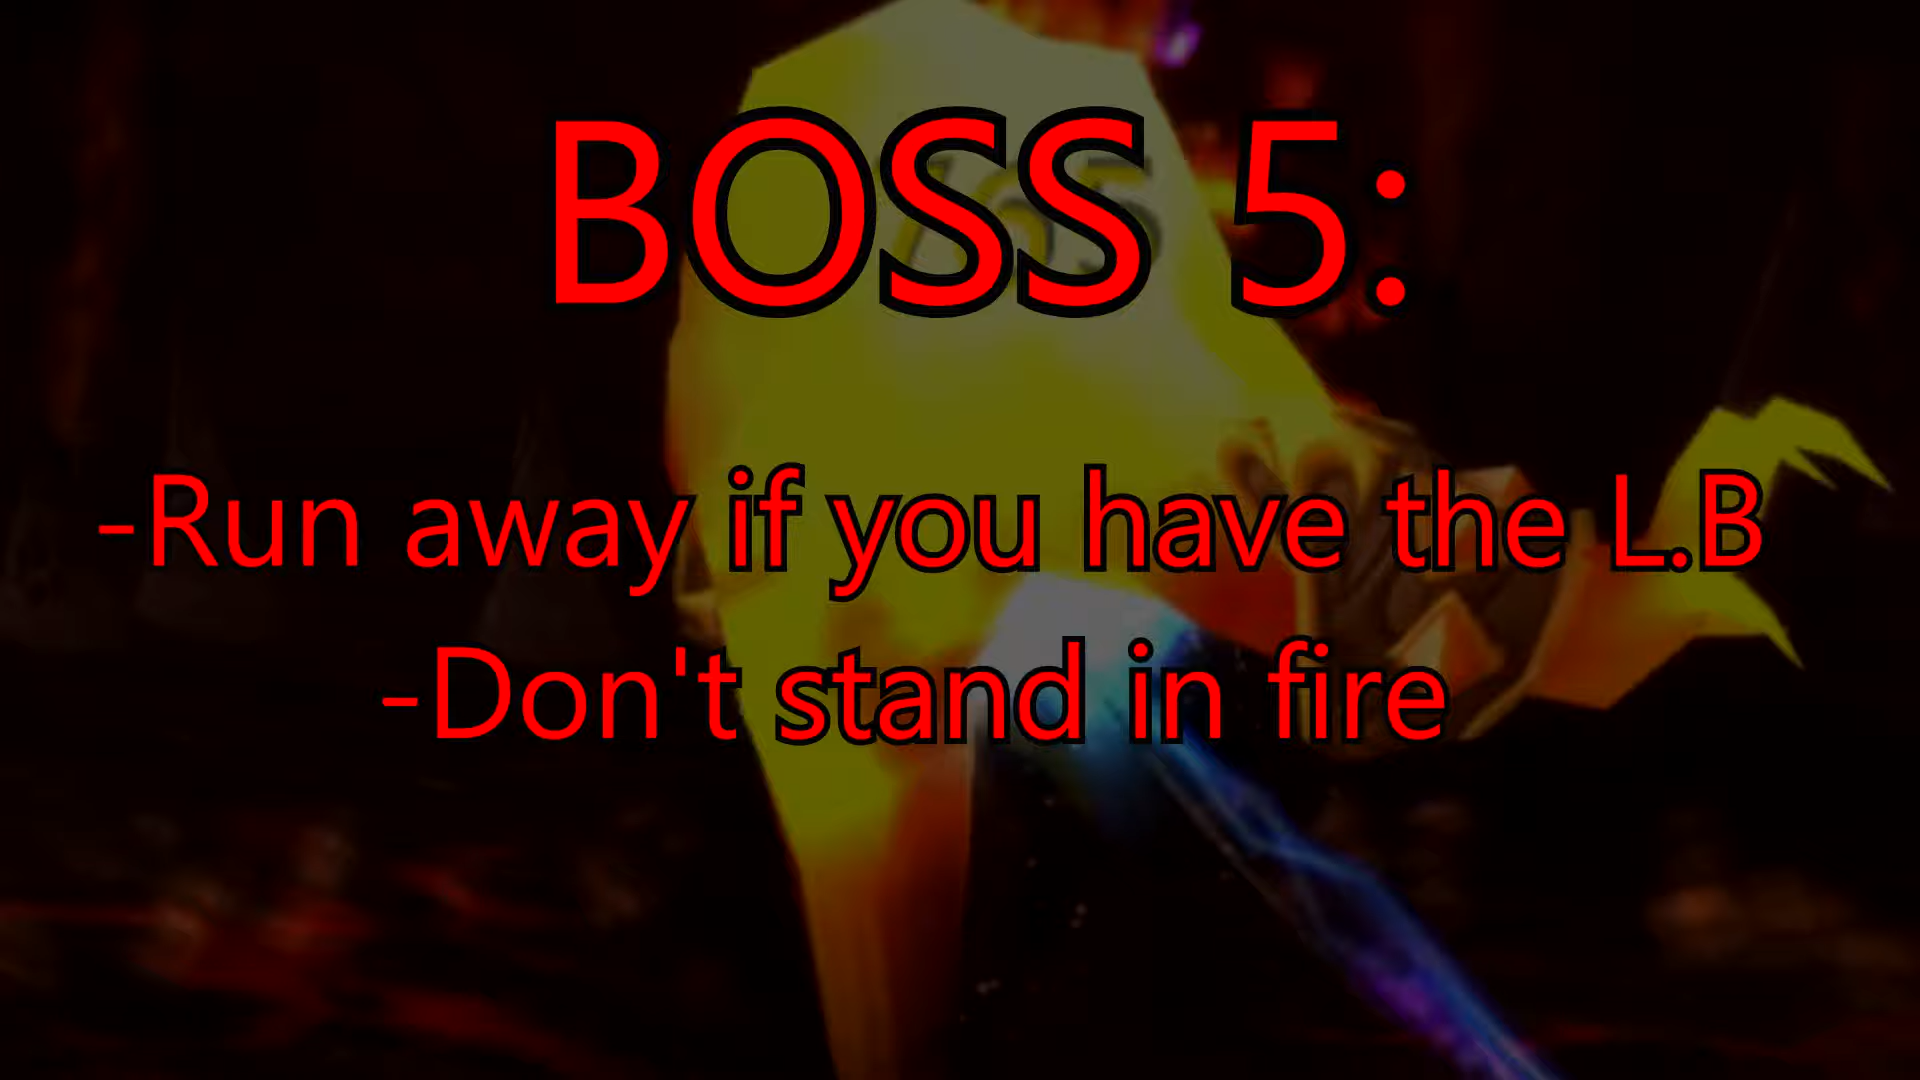 BOSS 5:
-Run away if you have the L.B
-Don't stand in fire